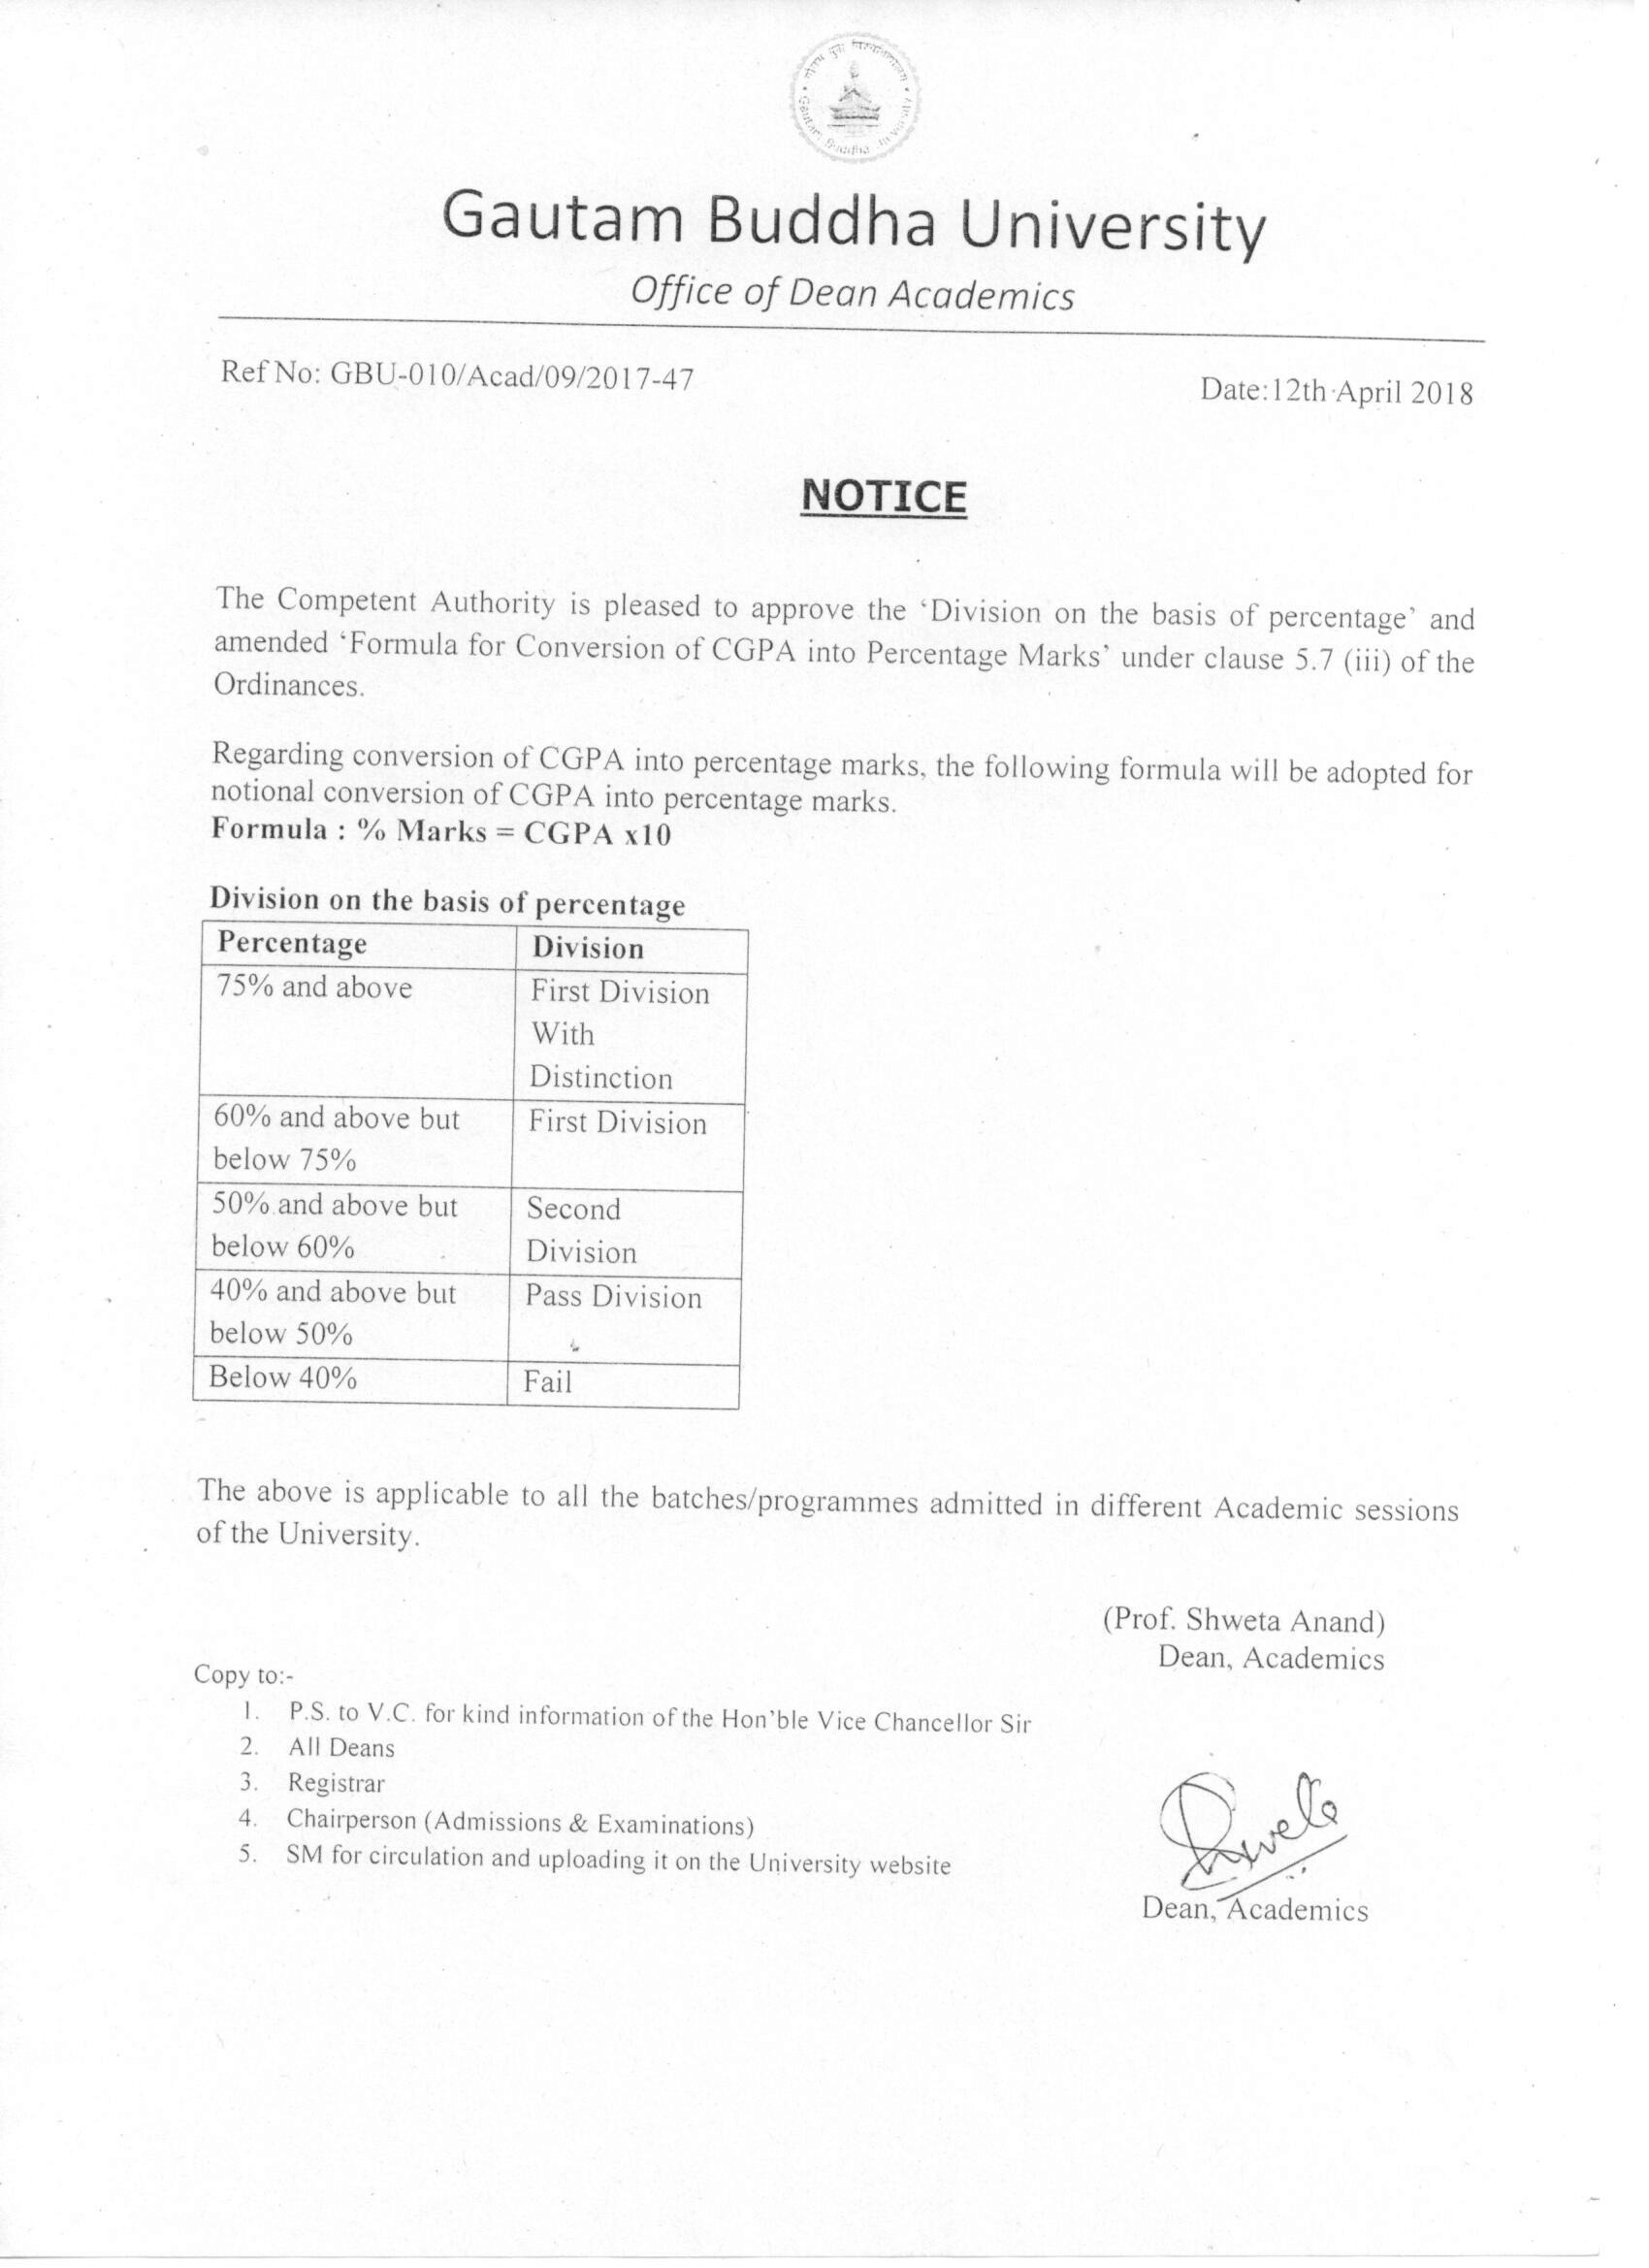 गौतम बुद्ध विश्वविद्यालय
Gautam Buddha University
Gautam Buddha University
Office of Dean Academics
Ref No: GBU-010/Acad/09/2017-47
Date:12th April 2018
NOTICE
The Competent Authority is pleased to approve the ‘Division on the basis of percentage’ and
amended ‘Formula for Conversion of CGPA into Percentage Marks’ under clause 5.7 (iii) of the
Ordinances.
Regarding conversion of CGPA into percentage marks, the following formula will be adopted for
notional conversion of CGPA into percentage marks.
Formula : % Marks = CGPA x10
Division on the basis of percentage
Percentage Division
75% and above First Division
With
Distinction
60% and above but First Division
below 75%
50% and above but Second
below 60% Division
40% and above but Pass Division
below 50%
Below 40% Fail
The above is applicable to all the batches/programmes admitted in different Academic sessions
of the University.
(Prof. Shweta Anand)
Dean, Academics
Copy to:-
1. P.S. to V.C. for kind information of the Hon’ble Vice Chancellor Sir
2. All Deans
3. Registrar
4. Chairperson (Admissions & Examinations)
5. SM for circulation and uploading it on the University website
Shweta
Dean, Academics